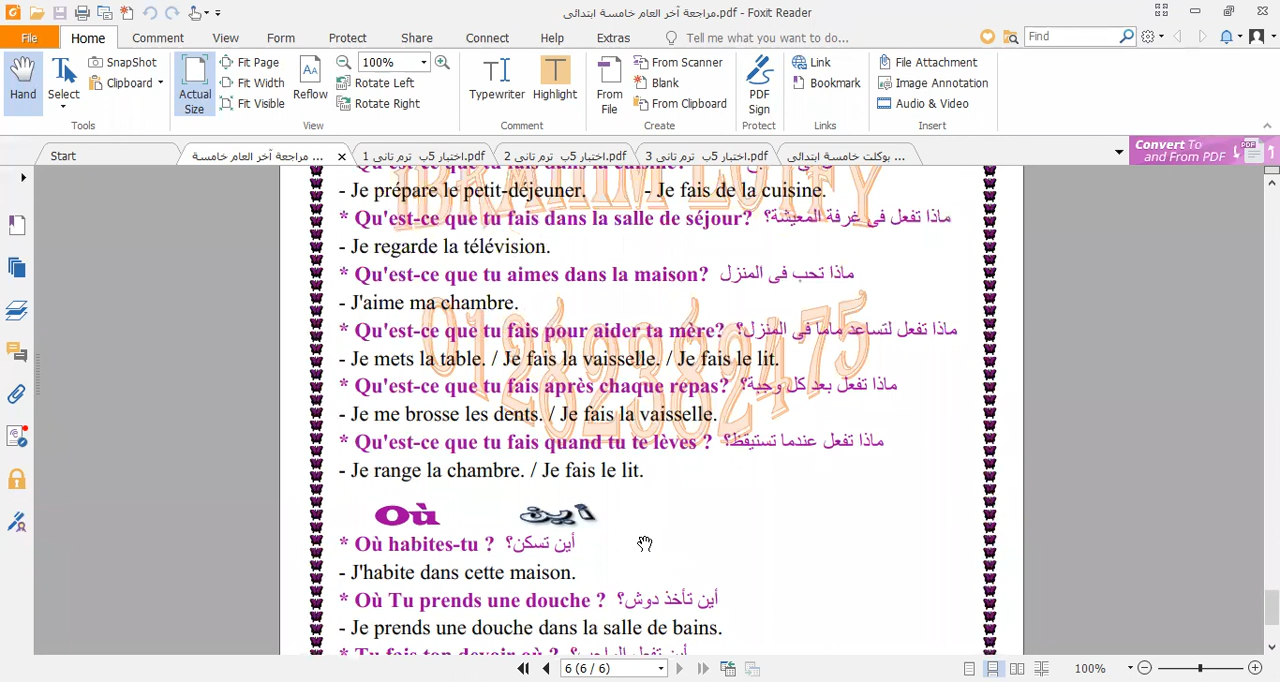 مراجعة آخر العام خامسة ابتدائى.pdf - Foxit Reader
File Home Comment View Form Protect Share Connect Help Extras Tell me what you want to do... Find
Hand
Select
SnapShot
Clipboard
Tools
Actual Size
Fit Page
Fit Width
Fit Visible
Reflow
100%
Rotate Left
Rotate Right
View
Typewriter
Highlight
Comment
From File
From Scanner
Blank
From Clipboard
Create
PDF Sign
Protect
Link
Bookmark
Links
File Attachment
Image Annotation
Audio & Video
Insert
Start
مراجعة آخر العام خامسة ...
اختبار 5ب ترم تانى 1.pdf
اختبار 5ب ترم تانى 2.pdf
اختبار 5ب ترم تانى 3.pdf
بوكلت خامسة ابتدائى ...
Convert To and From PDF
IBRAHIM LOTFY
- Je prépare le petit-déjeuner. - Je fais de la cuisine.
* Qu'est-ce que tu fais dans la salle de séjour? ماذا تفعل فى غرفة المعيشة؟
- Je regarde la télévision.
* Qu'est-ce que tu aimes dans la maison? ماذا تحب فى المنزل
- J'aime ma chambre.
01282382475
* Qu'est-ce que tu fais pour aider ta mère? ماذا تفعل لتساعد ماما فى المنزل؟
- Je mets la table. / Je fais la vaisselle. / Je fais le lit.
* Qu'est-ce que tu fais après chaque repas? ماذا تفعل بعد كل وجبة؟
- Je me brosse les dents. / Je fais la vaisselle.
* Qu'est-ce que tu fais quand tu te lèves ? ماذا تفعل عندما تستيقظ؟
- Je range la chambre. / Je fais le lit.
Où أين
* Où habites-tu ? أين تسكن؟
- J'habite dans cette maison.
* Où Tu prends une douche ? أين تأخذ دوش؟
- Je prends une douche dans la salle de bains.
* Tu fais ton devoir où ? أين تفعل الواجب؟
6 (6 / 6)
100%